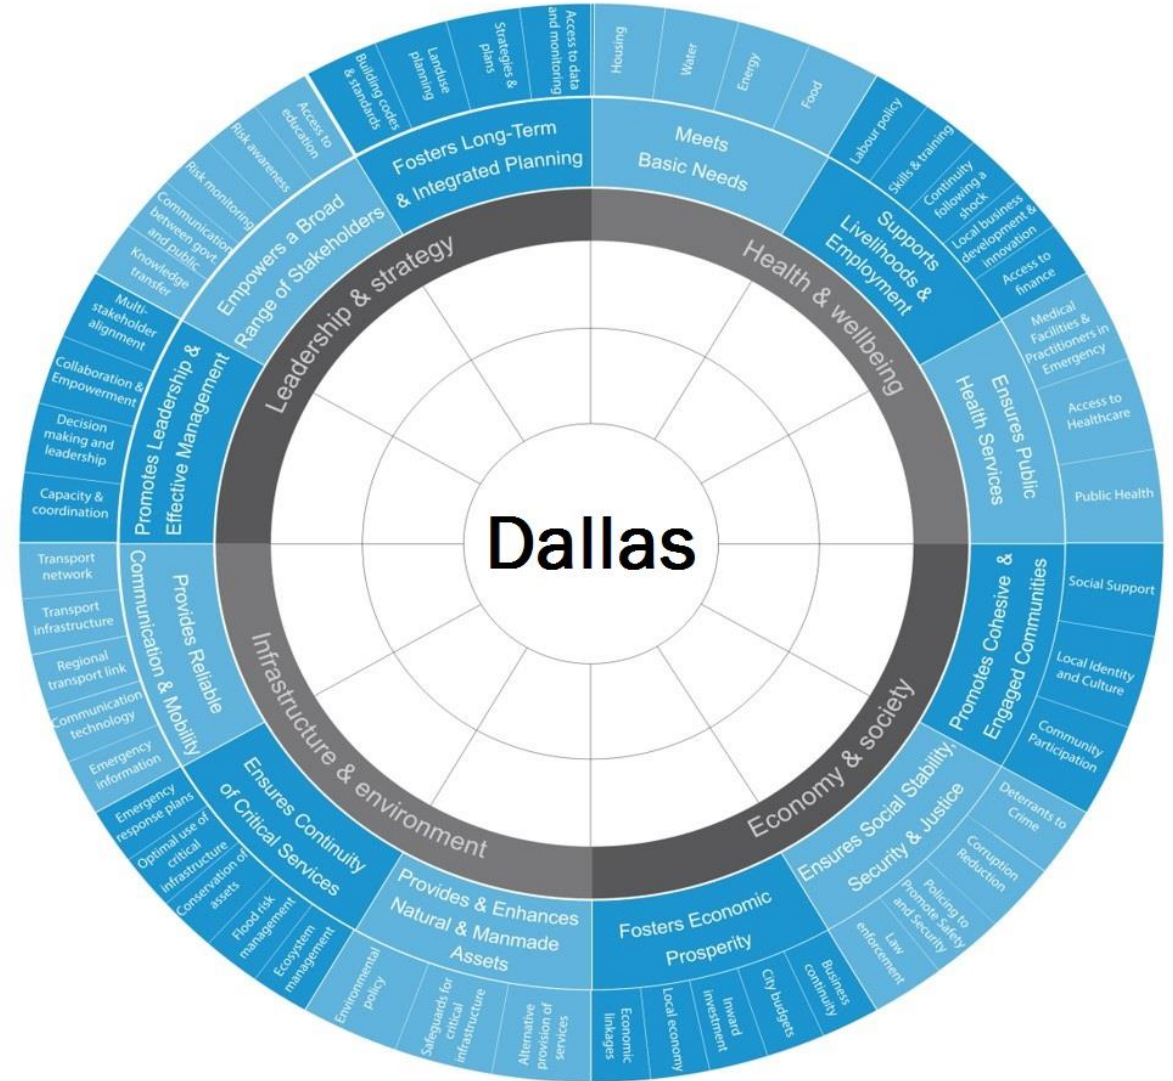 Dallas
Health & wellbeing
Meets
Basic Needs
Housing
Water
Energy
Food
Supports
Livelihoods &
Employment
Labour policy
Skills & training
Continuity
following a
shock
Local business
development &
innovation
Access to
finance
Ensures Public
Health Services
Medical
Facilities &
Practitioners in
Emergency
Access to
Healthcare
Public Health
Economy & society
Promotes Cohesive &
Engaged Communities
Social Support
Local Identity
and Culture
Community
Participation
Ensures Social Stability,
Security & Justice
Deterrants to
Crime
Corruption
Reduction
Policing to
Promote Safety
and Security
Law
enforcement
Fosters Economic
Prosperity
Business
continuity
City budgets
Inward
investment
Local economy
Economic
linkages
Infrastructure & environment
Provides & Enhances
Natural & Manmade
Assets
Alternative
provision of
services
Safeguards for
critical
infrastructure
Environmental
policy
Ensures Continuity
of Critical Services
Ecosystem
management
Flood risk
management
Conservation of
assets
Optimal use of
critical
infrastructure
Emergency
response plans
Provides Reliable
Communication & Mobility
Emergency
information
Communication
technology
Regional
transport link
Transport
infrastructure
Transport
network
Leadership & strategy
Promotes Leadership &
Effective Management
Capacity &
coordination
Decision
making and
leadership
Collaboration &
Empowerment
Multi-
stakeholder
alignment
Empowers a Broad
Range of Stakeholders
Knowledge
transfer
Communication
between govt
and public
Risk monitoring
Risk awareness
Access to
education
Fosters Long-Term
& Integrated Planning
Building codes
& standards
Landuse
planning
Strategies &
plans
Access to data
and monitoring